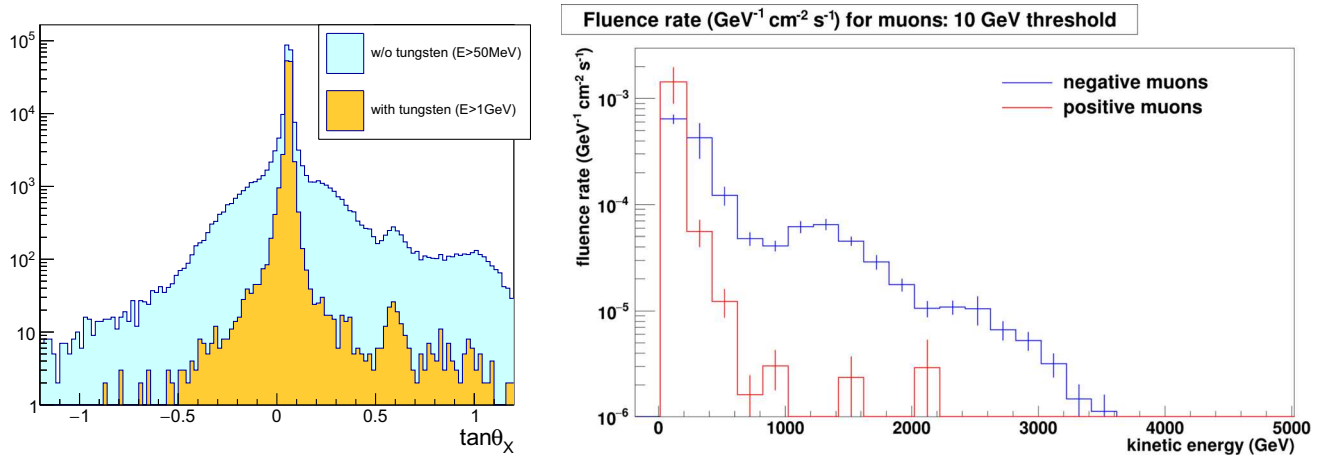 10⁵
10⁴
10³
10²
10
1
−1
−0.5
0
0.5
1
tanθ_X
w/o tungsten (E>50MeV)
with tungsten (E>1GeV)
Fluence rate (GeV⁻¹ cm⁻² s⁻¹) for muons: 10 GeV threshold
fluence rate (GeV⁻¹ cm⁻² s⁻¹)
10⁻³
10⁻⁴
10⁻⁵
10⁻⁶
negative muons
positive muons
0
1000
2000
3000
4000
5000
kinetic energy (GeV)